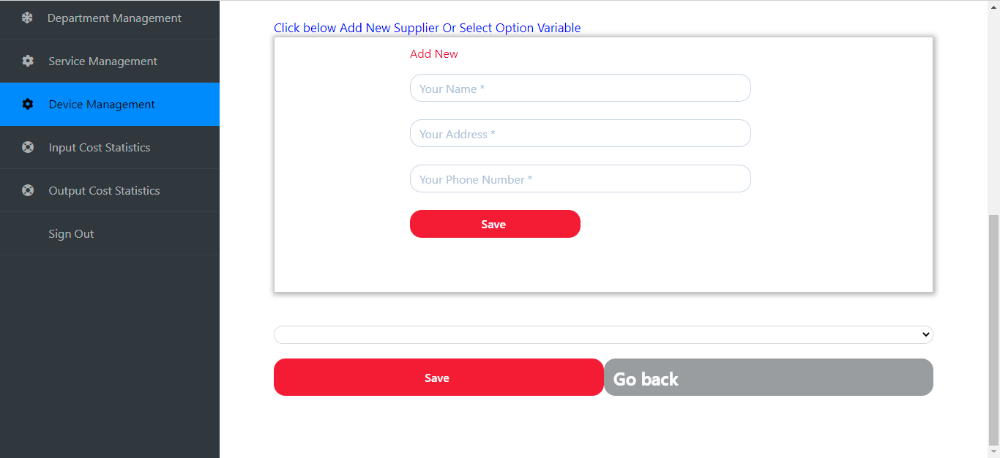 Department Management
Service Management
Device Management
Input Cost Statistics
Output Cost Statistics
Sign Out
Click below Add New Supplier Or Select Option Variable
Add New
Your Name *
Your Address *
Your Phone Number *
Save
Save
Go back